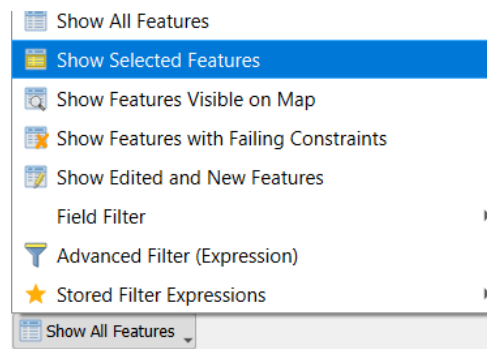 Show All Features
Show Selected Features
Show Features Visible on Map
Show Features with Failing Constraints
Show Edited and New Features
Field Filter
Advanced Filter (Expression)
Stored Filter Expressions
Show All Features